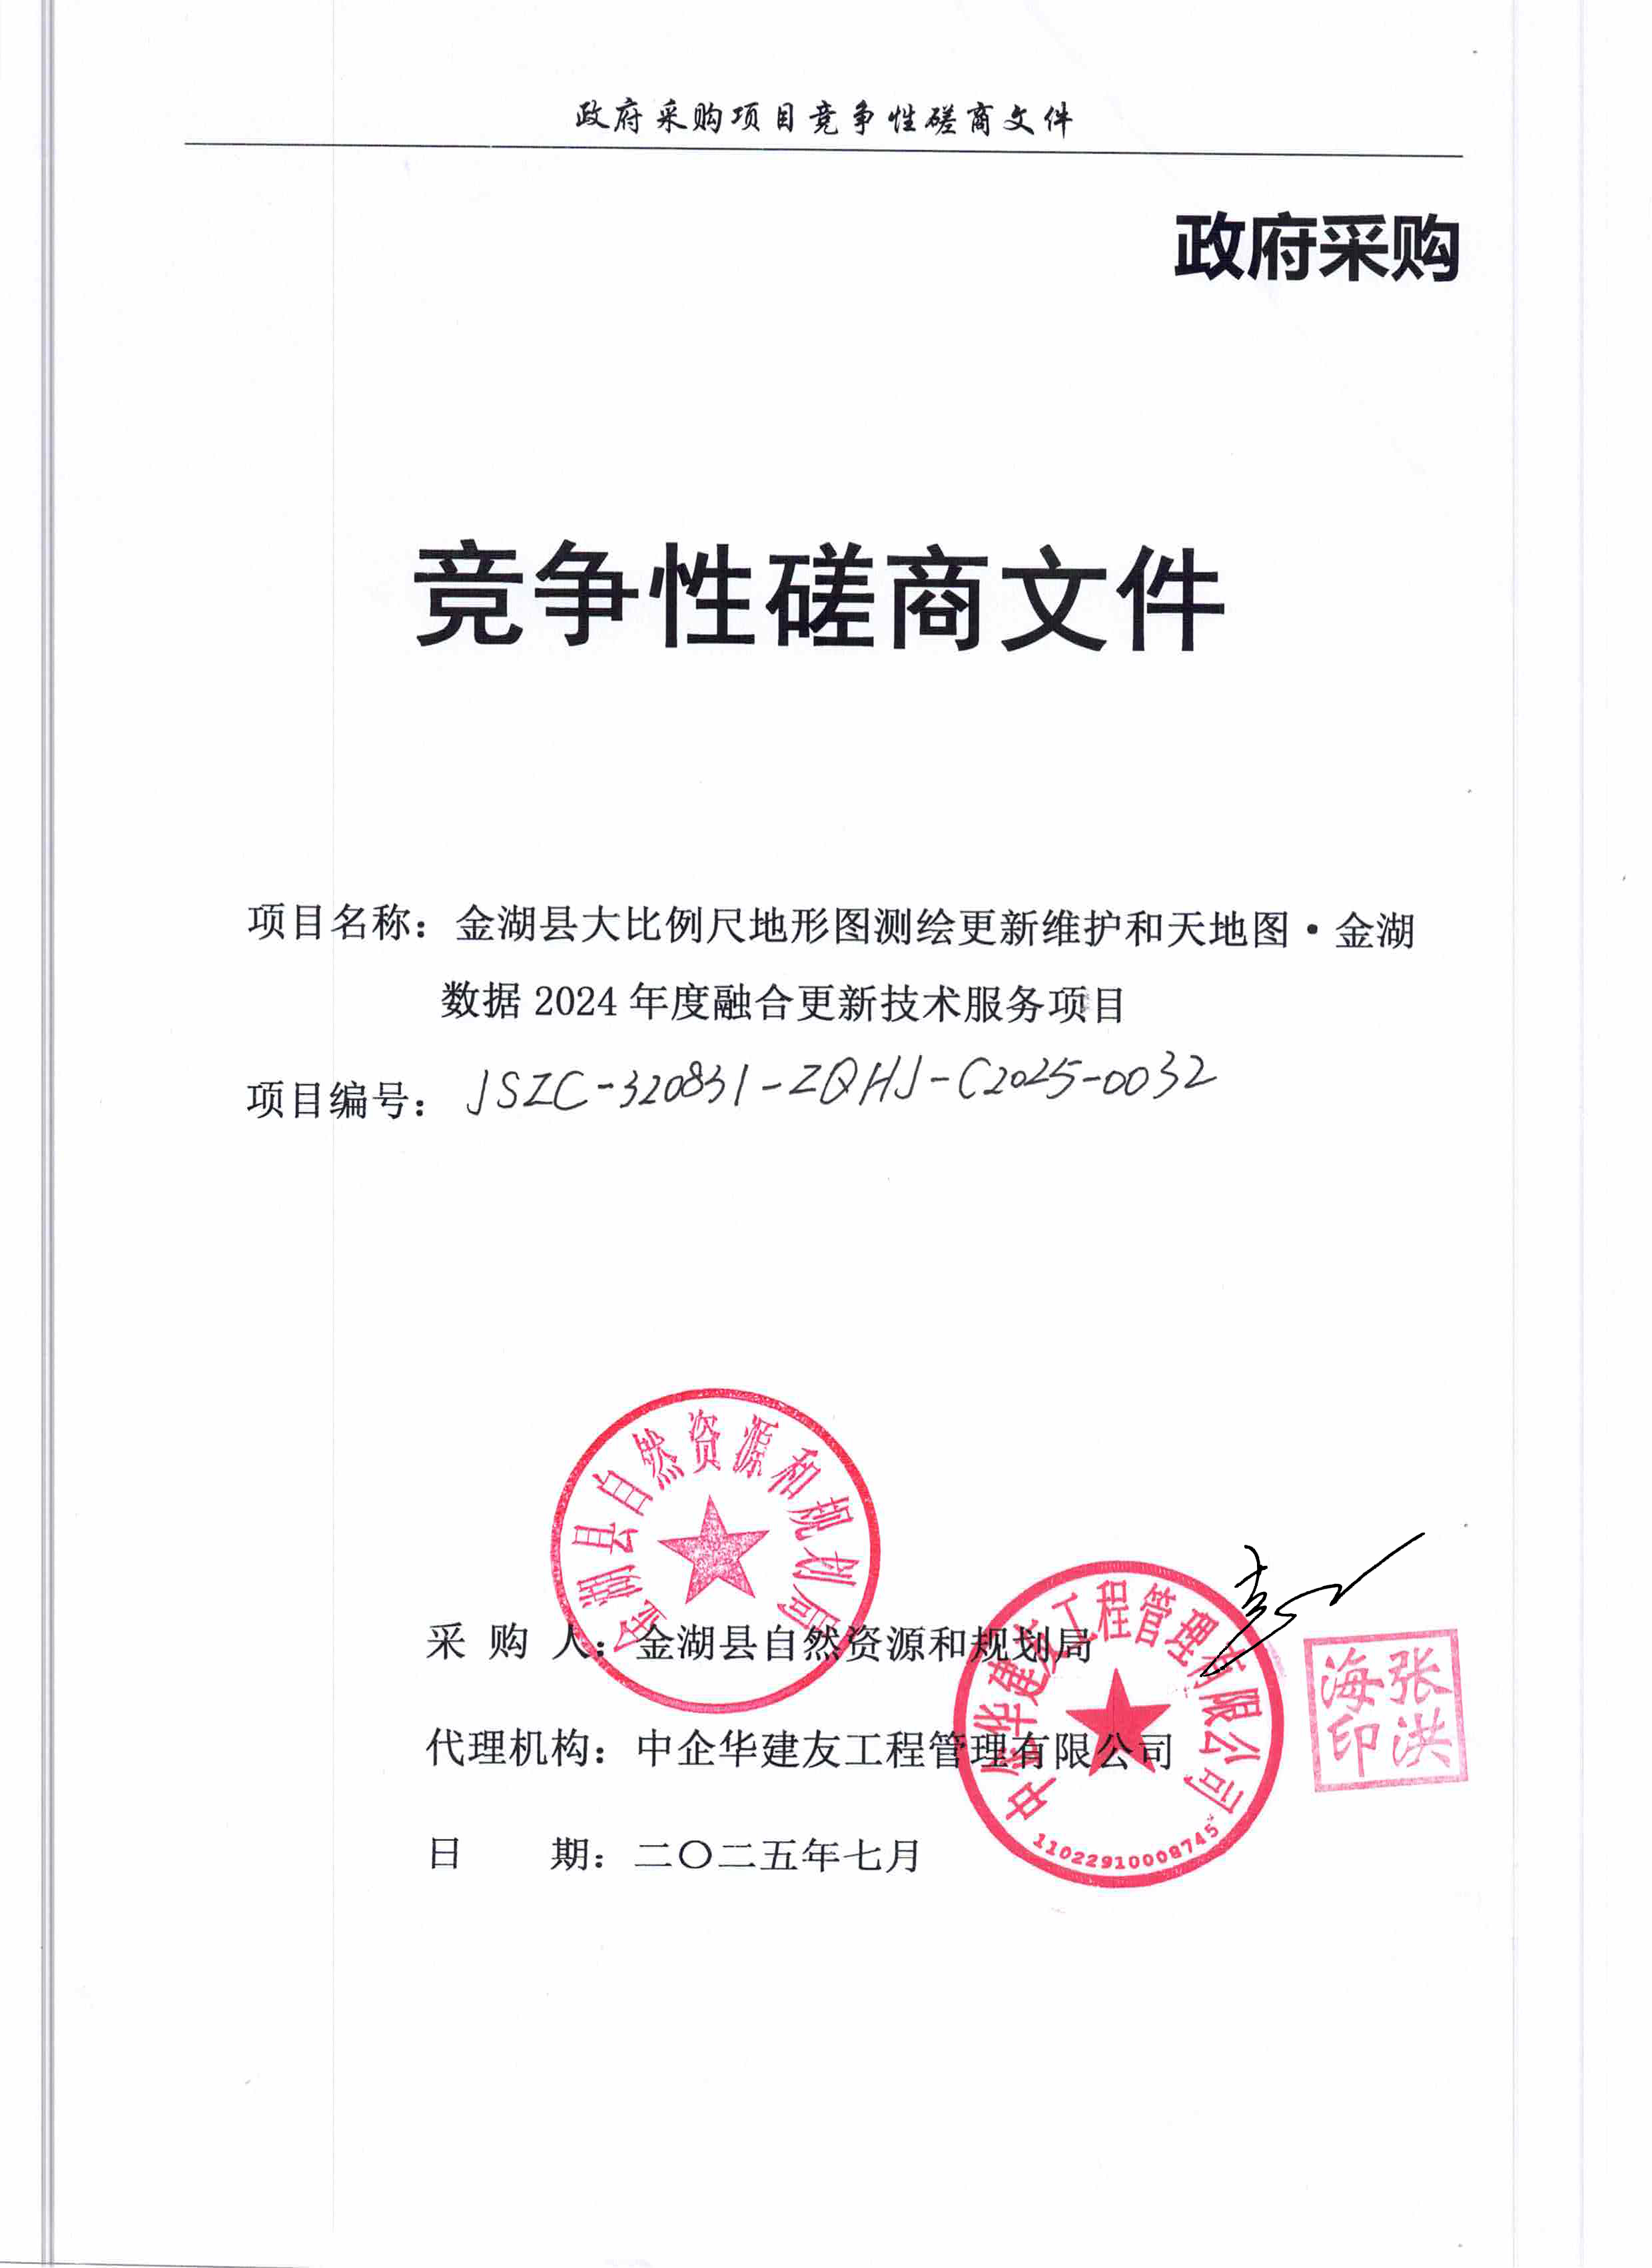 政府采购项目竞争性磋商文件
政府采购
竞争性磋商文件
项目名称：金湖县大比例尺地形图测绘更新维护和天地图·金湖
数据 2024 年度融合更新技术服务项目
项目编号：JSZC-320831-ZQHJ-C2025-0032
金湖县自然资源和规划局
采 购 人：金湖县自然资源和规划局
中企华建友工程管理有限公司
张洪海印
代理机构：中企华建友工程管理有限公司
日 期：二〇二五年七月